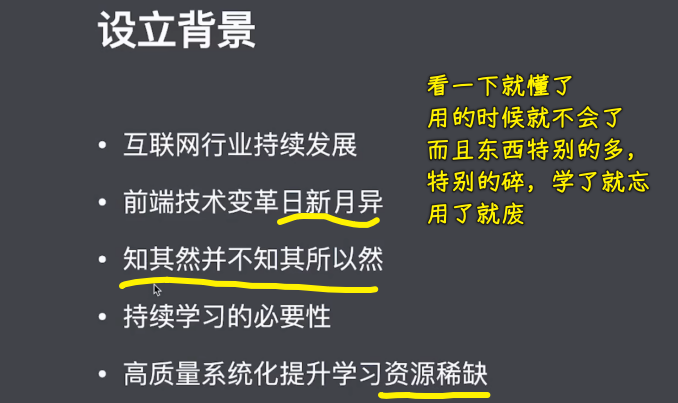 设立背景
• 互联网行业持续发展
• 前端技术变革日新月异
• 知其然并不知其所以然
• 持续学习的必要性
• 高质量系统化提升学习资源稀缺
看一下就懂了
用的时候就不会了
而且东西特别的多，
特别的碎，学了就忘
用了就废